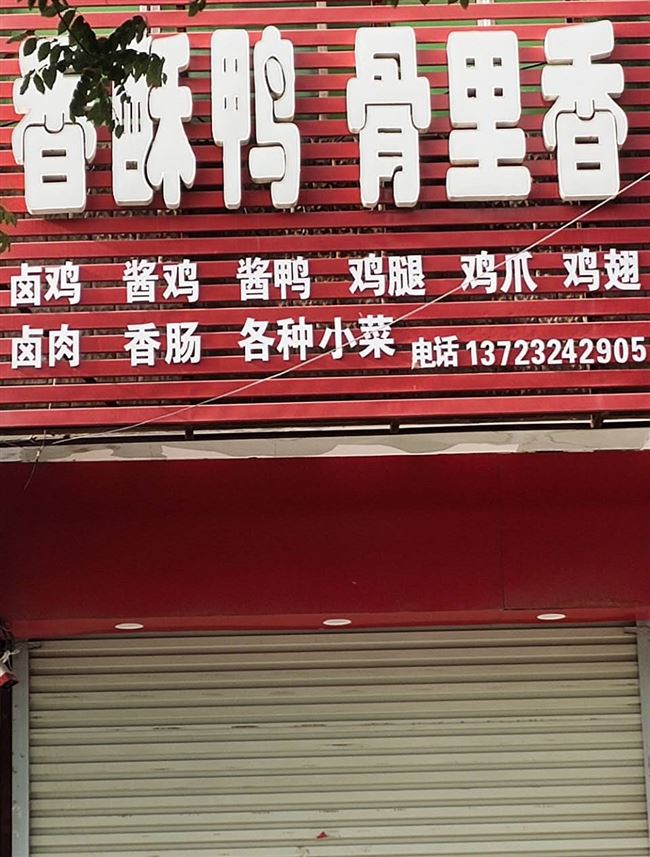 香酥鸭 骨里香
卤鸡 酱鸡 酱鸭 鸡腿 鸡爪 鸡翅
卤肉 香肠 各种小菜 电话 13723242905